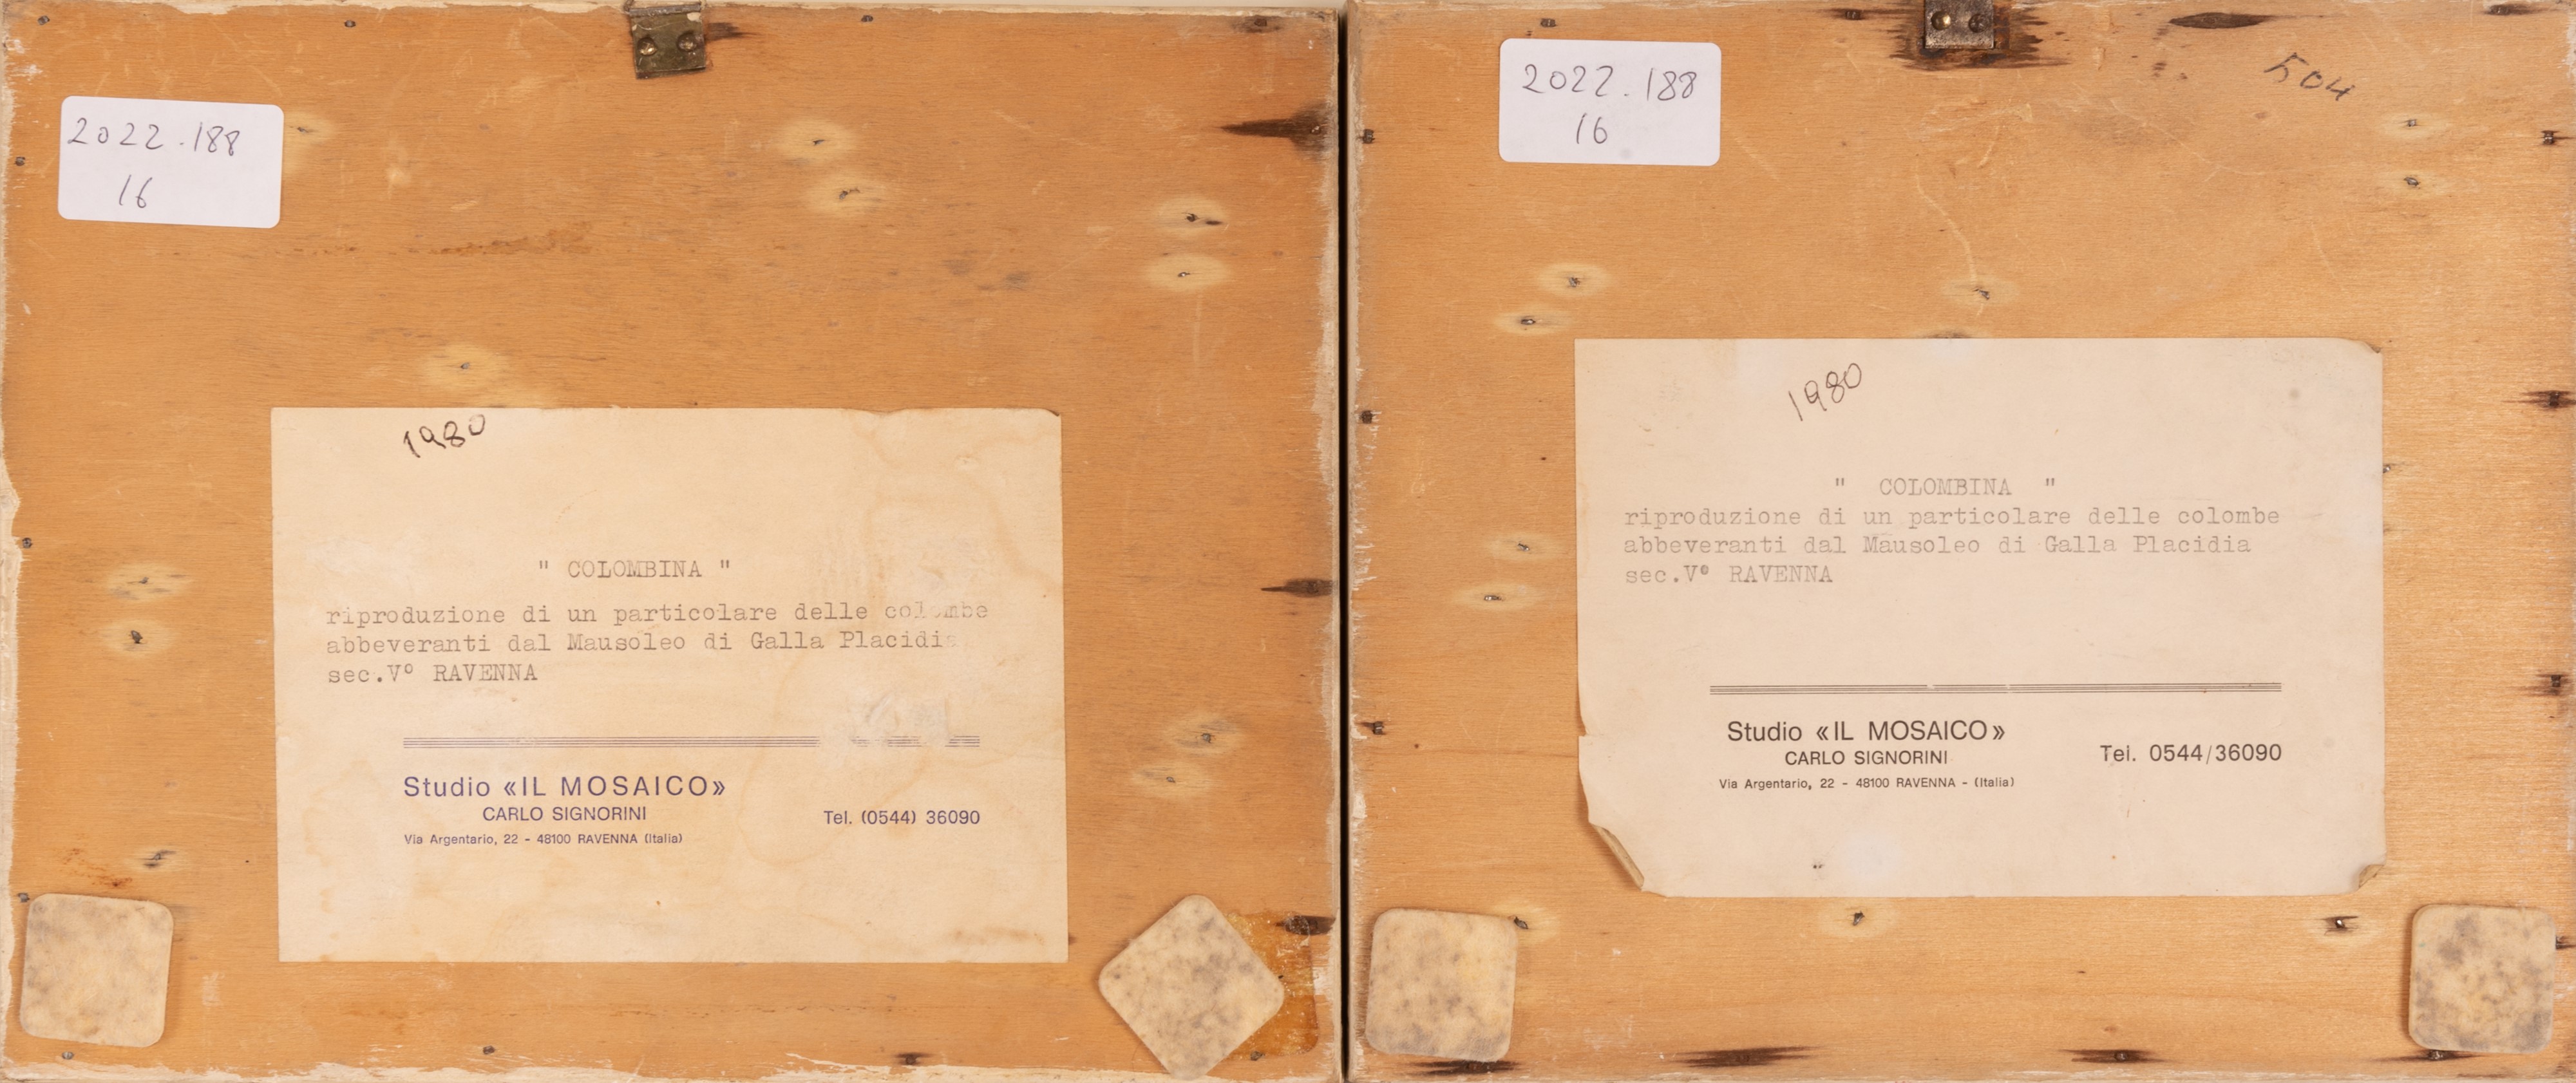 2022.188
16
1980
" COLOMBINA "
riproduzione di un particolare delle colombe
abbeveranti dal Mausoleo di Galla Placidia
sec.V° RAVENNA
Studio «IL MOSAICO»
CARLO SIGNORINI
Via Argentario, 22 - 48100 RAVENNA (Italia)
Tel. (0544) 36090
2022.188
16
504
1980
" COLOMBINA "
riproduzione di un particolare delle colombe
abbeveranti dal Mausoleo di Galla Placidia
sec.V° RAVENNA
Studio «IL MOSAICO»
CARLO SIGNORINI
Via Argentario, 22 - 48100 RAVENNA - (Italia)
Tel. 0544/36090